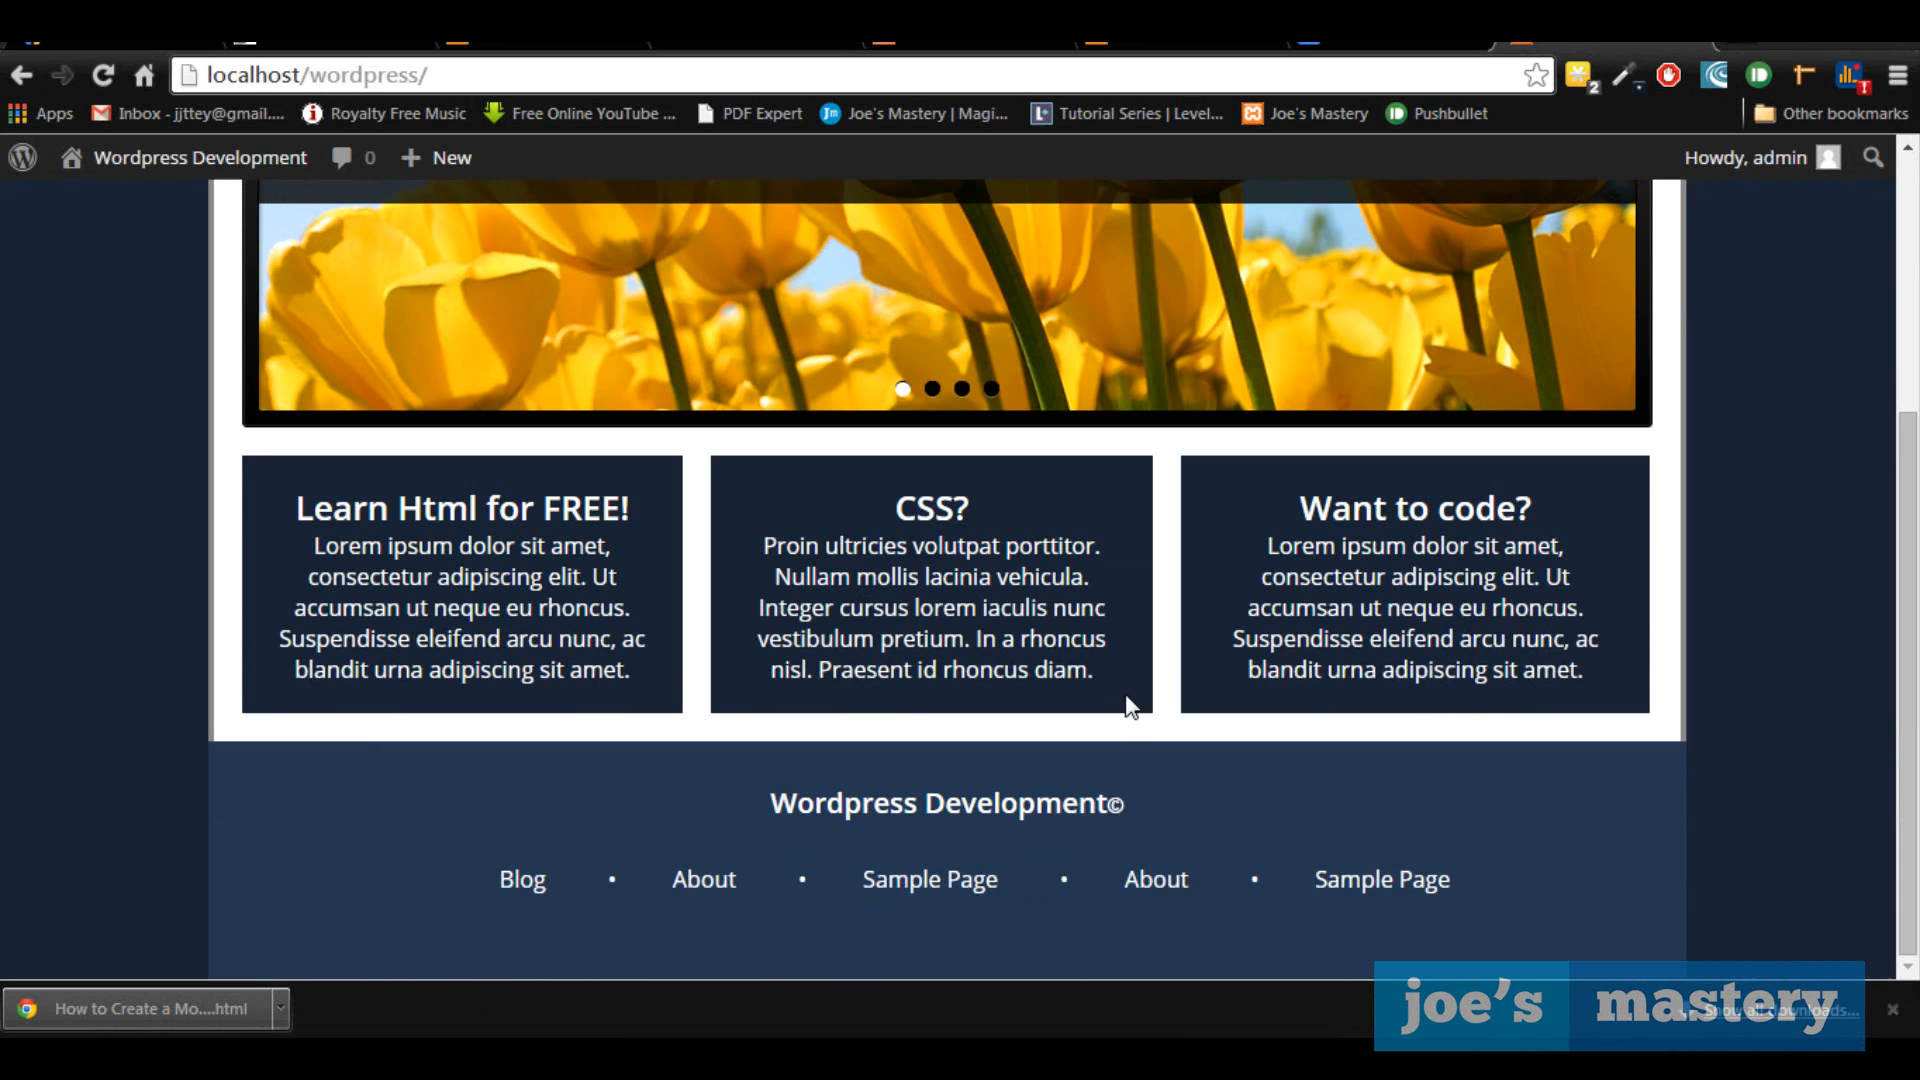 localhost/wordpress/
2
Apps Inbox - jjttey@gmail.... Royalty Free Music Free Online YouTube ... PDF Expert Joe's Mastery | Magi... Tutorial Series | Level... Joe's Mastery Pushbullet Other bookmarks
Wordpress Development 0 New Howdy, admin
Learn Html for FREE!
Lorem ipsum dolor sit amet,
consectetur adipiscing elit. Ut
accumsan ut neque eu rhoncus.
Suspendisse eleifend arcu nunc, ac
blandit urna adipiscing sit amet.
CSS?
Proin ultricies volutpat porttitor.
Nullam mollis lacinia vehicula.
Integer cursus lorem iaculis nunc
vestibulum pretium. In a rhoncus
nisl. Praesent id rhoncus diam.
Want to code?
Lorem ipsum dolor sit amet,
consectetur adipiscing elit. Ut
accumsan ut neque eu rhoncus.
Suspendisse eleifend arcu nunc, ac
blandit urna adipiscing sit amet.
Wordpress Development©
Blog • About • Sample Page • About • Sample Page
How to Create a Mo....html
Show all downloads...
joe's mastery